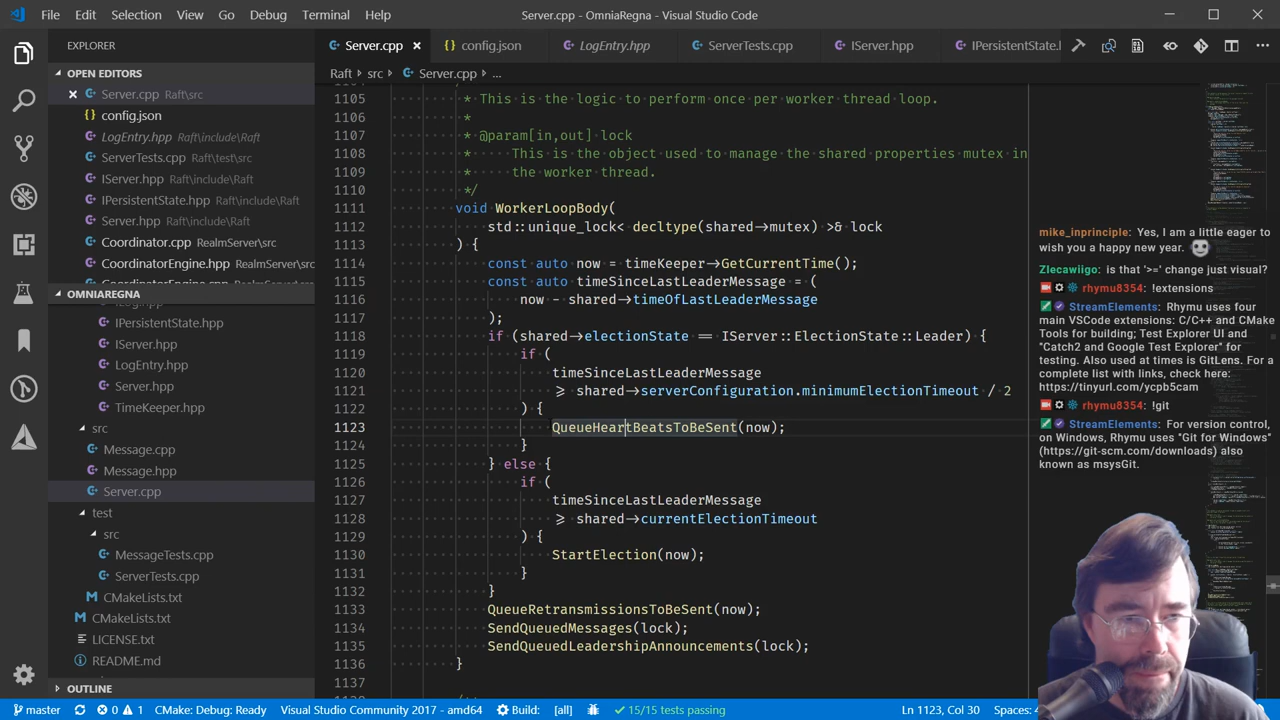 File Edit Selection View Go Debug Terminal Help
Server.cpp - OmniaRegna - Visual Studio Code
EXPLORER
OPEN EDITORS
Server.cpp Raft\src
config.json
LogEntry.hpp Raft\include\Raft
ServerTests.cpp Raft\test\src
IServer.hpp Raft\include\Raft
IPersistentState.hpp Raft\include\Raft
Server.hpp Raft\include\Raft
Coordinator.cpp RealmServer\src
CoordinatorEngine.hpp RealmServer\src
OMNIAREGNA
IPersistentState.hpp
IServer.hpp
LogEntry.hpp
Server.hpp
TimeKeeper.hpp
src
Message.cpp
Message.hpp
Server.cpp
test
src
MessageTests.cpp
ServerTests.cpp
CMakeLists.txt
CMakeLists.txt
LICENSE.txt
README.md
OUTLINE
Server.cpp config.json LogEntry.hpp ServerTests.cpp IServer.hpp IPersistentState.l
Raft › src › Server.cpp › ...
1105 * This is the logic to perform once per worker thread loop.
1106 *
1107 * @param[in,out] lock
1108 * This is the object used to manage the shared properties mutex in
1109 * the worker thread.
1110 */
1111 void WorkerLoopBody(
1112 std::unique_lock< decltype(shared->mutex) >& lock
1113 ) {
1114 const auto now = timeKeeper->GetCurrentTime();
1115 const auto timeSinceLastLeaderMessage = (
1116 now - shared->timeOfLastLeaderMessage
1117 );
1118 if (shared->electionState == IServer::ElectionState::Leader) {
1119 if (
1120 timeSinceLastLeaderMessage
1121 >= shared->serverConfiguration.minimumElectionTimeout / 2
1122 ) {
1123 QueueHeartBeatsToBeSent(now);
1124 }
1125 } else {
1126 if (
1127 timeSinceLastLeaderMessage
1128 >= shared->currentElectionTimeout
1129 ) {
1130 StartElection(now);
1131 }
1132 }
1133 QueueRetransmissionsToBeSent(now);
1134 SendQueuedMessages(lock);
1135 SendQueuedLeadershipAnnouncements(lock);
1136 }
1137
mike_inprinciple: Yes, I am a little eager to
wish you a happy new year.
Zlecawiigo: is that '>=' change just visual?
rhymu8354: !extensions
StreamElements: Rhymu uses four
main VSCode extensions: C/C++ and CMake
Tools for building; Test Explorer UI and
"Catch2 and Google Test Explorer" for
testing. Also used at times is GitLens. For a
complete list with links, check here:
https://tinyurl.com/ycpb5cam
rhymu8354: !git
StreamElements: For version control,
on Windows, Rhymu uses "Git for Windows"
(https://git-scm.com/downloads) also
known as msysGit.
master 0 1 CMake: Debug: Ready Visual Studio Community 2017 - amd64 Build: [all] 15/15 tests passing Ln 1123, Col 30 Spaces: 4